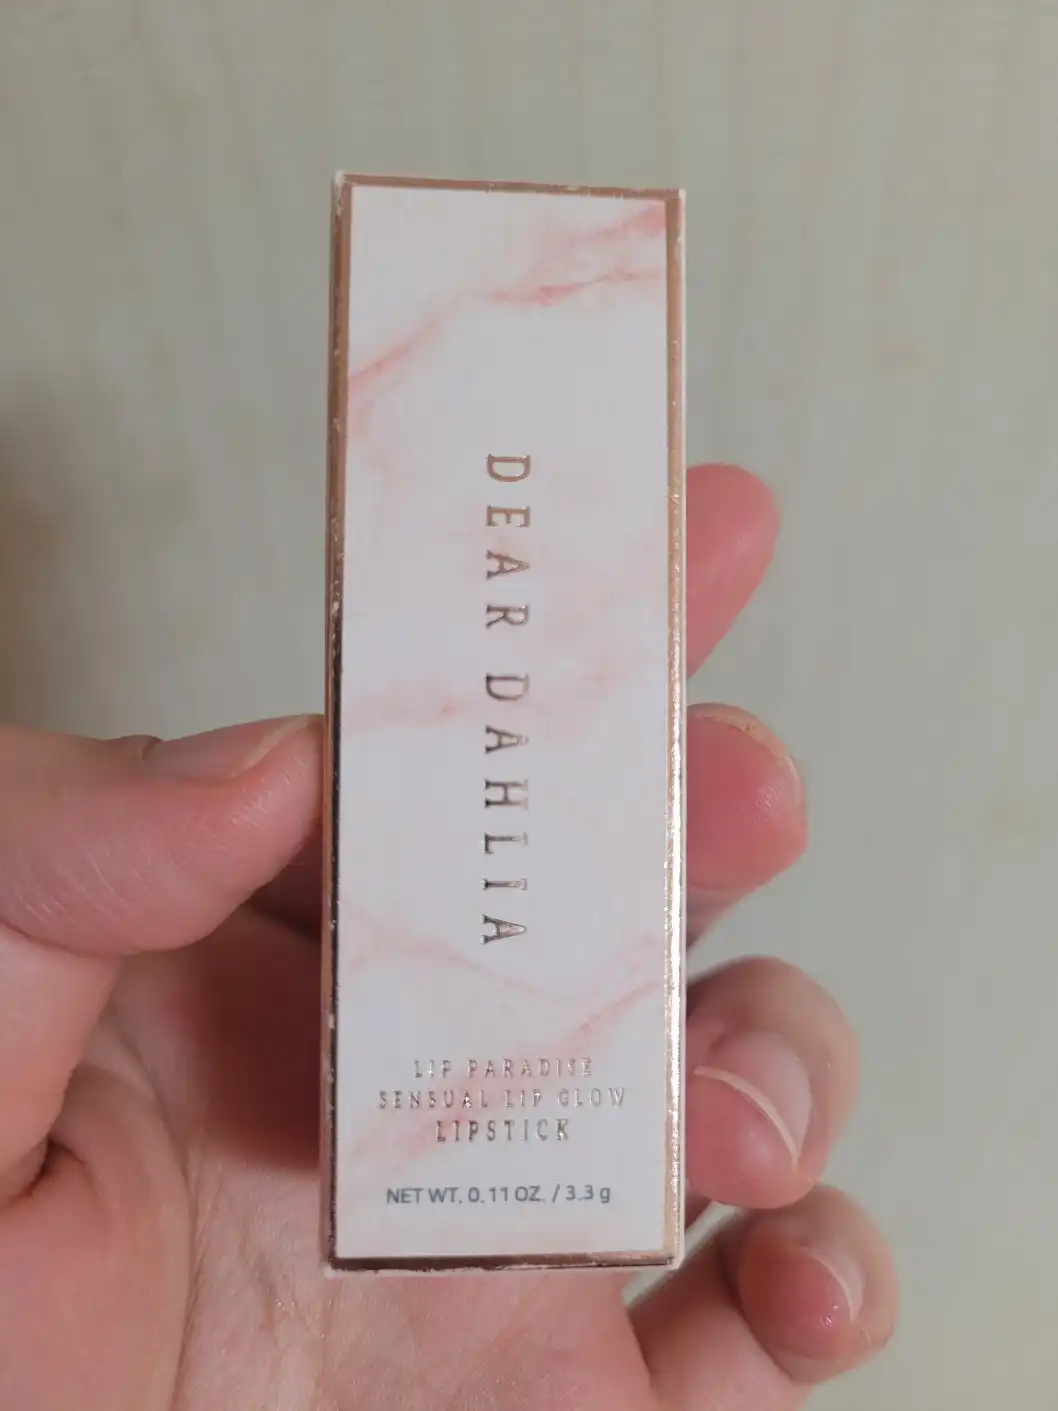 DEAR DAHLIA
LIP PARADISE
SENSUAL LIP GLOW
LIPSTICK
NET WT. 0.11 OZ. / 3.3 g